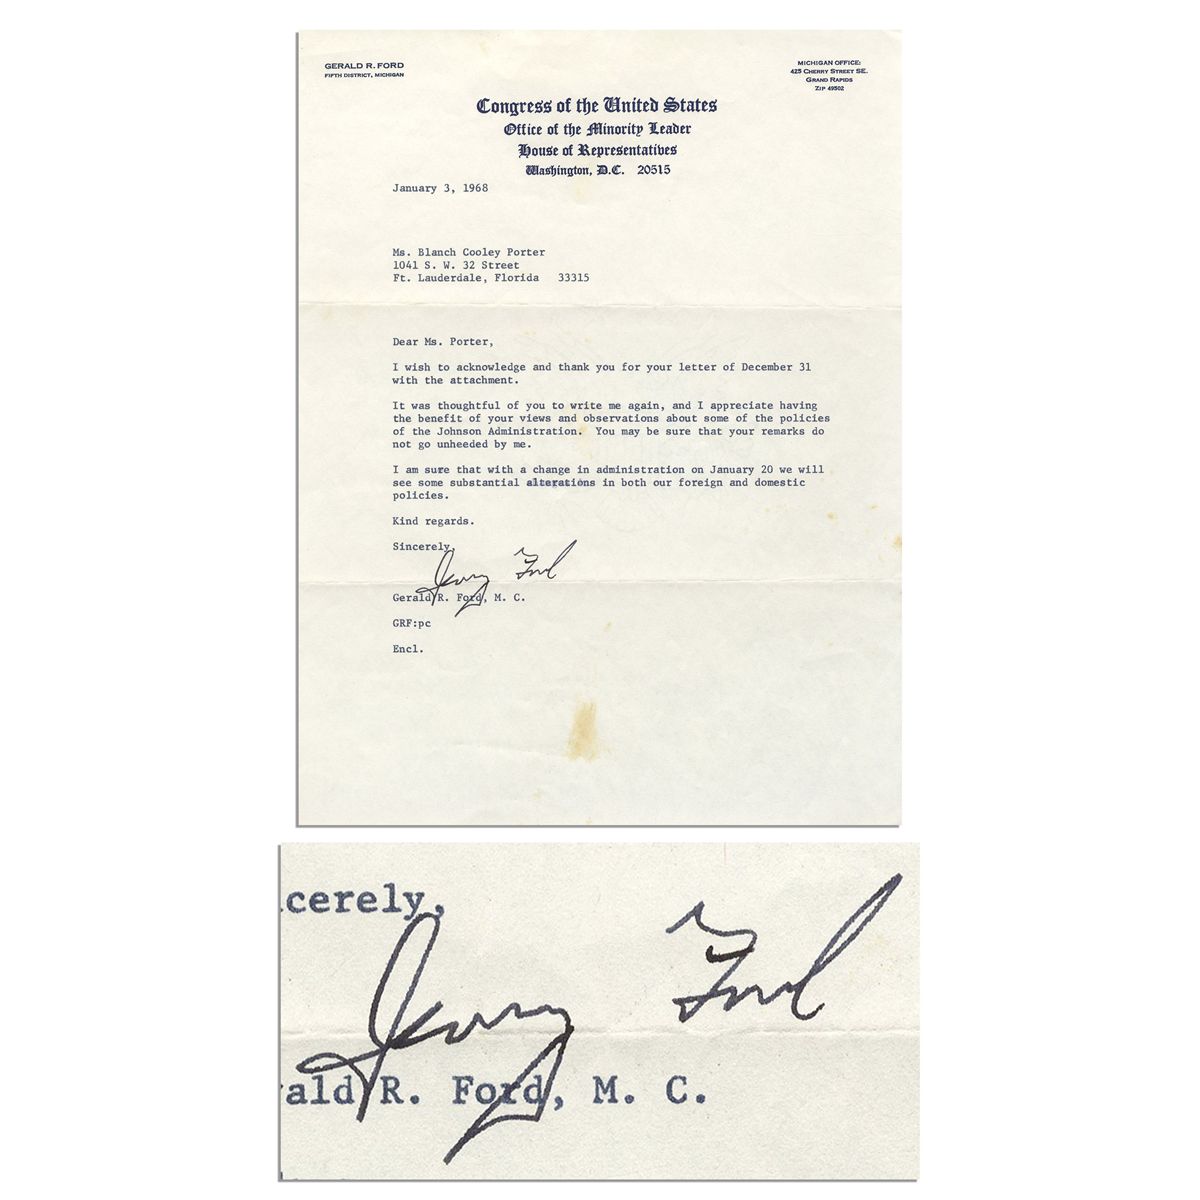 GERALD R. FORD
FIFTH DISTRICT, MICHIGAN
MICHIGAN OFFICE:
425 CHERRY STREET SE.
GRAND RAPIDS
ZIP 49502
Congress of the United States
Office of the Minority Leader
House of Representatives
Washington, D.C. 20515
January 3, 1968
Ms. Blanch Cooley Porter
1041 S. W. 32 Street
Ft. Lauderdale, Florida 33315
Dear Ms. Porter,
I wish to acknowledge and thank you for your letter of December 31
with the attachment.
It was thoughtful of you to write me again, and I appreciate having
the benefit of your views and observations about some of the policies
of the Johnson Administration. You may be sure that your remarks do
not go unheeded by me.
I am sure that with a change in administration on January 20 we will
see some substantial alterations in both our foreign and domestic
policies.
Kind regards.
Sincerely,
Jerry Ford
Gerald R. Ford, M. C.
GRF:pc
Encl.
cerely,
Jerry Ford
ald R. Ford, M. C.